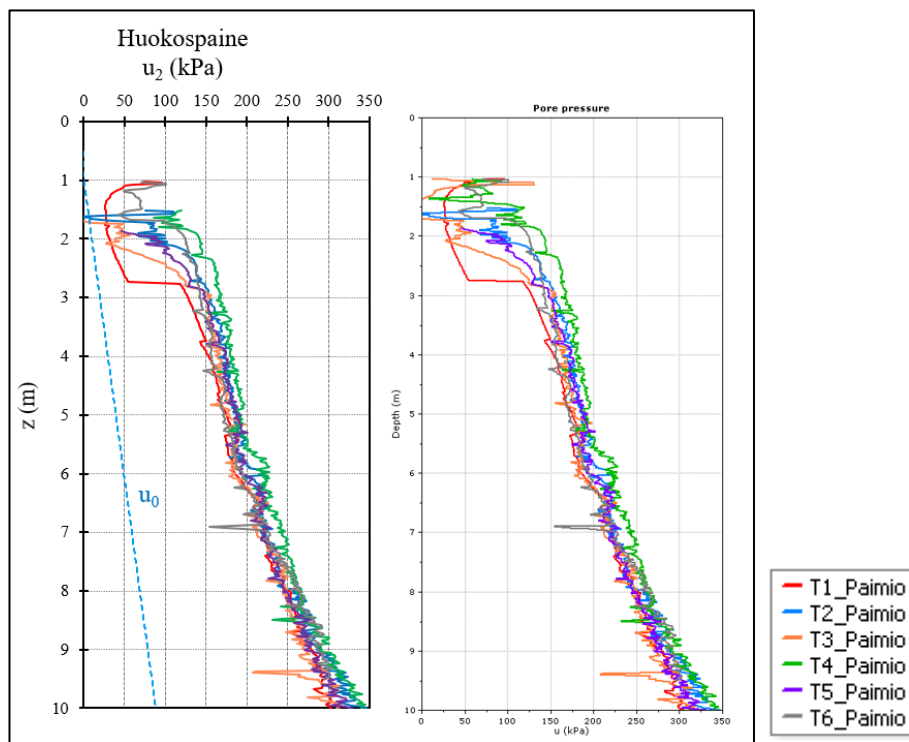 Huokospaine
u2 (kPa)
0 50 100 150 200 250 300 350
0
1
2
3
4
5
6
7
8
9
10
z (m)
u0
Pore pressure
0
1
2
3
4
5
6
7
8
9
10
Depth (m)
0 50 100 150 200 250 300 350
u (kPa)
T1_Paimio
T2_Paimio
T3_Paimio
T4_Paimio
T5_Paimio
T6_Paimio